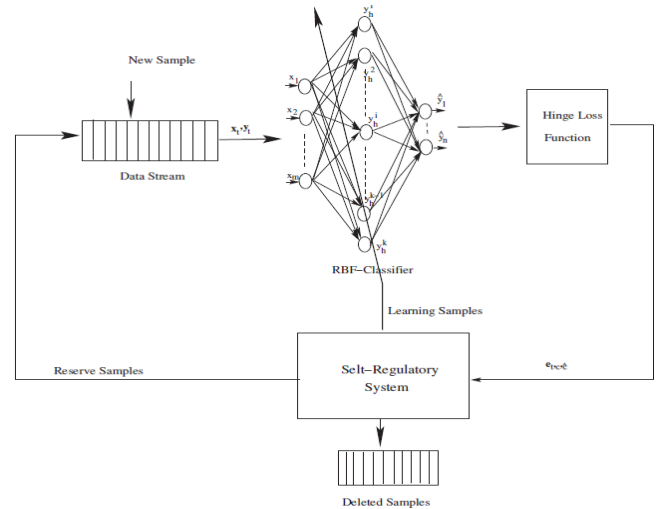 y_h^1
New Sample
x_1
y_h^2
ŷ_1
Hinge Loss
Function
x_2
y_h^i
x_t,y_t
ŷ_n
Data Stream
x_m
y_h^k
RBF-Classifier
Learning Samples
Reserve Samples
Selt-Regulatory
System
Deleted Samples